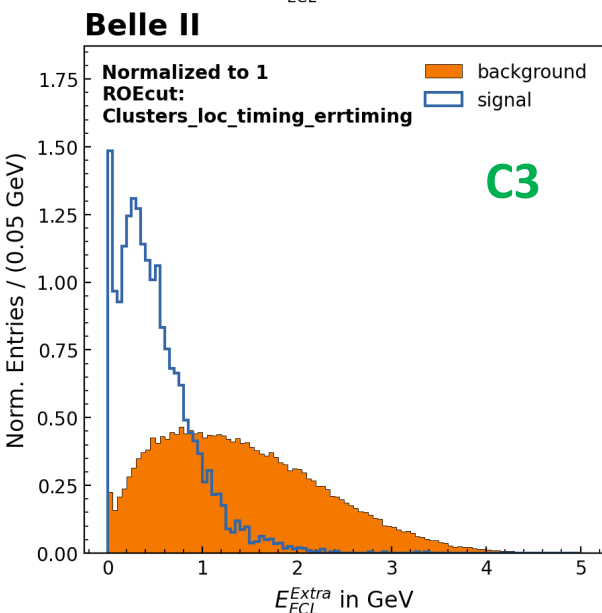 ECL
Belle II
Normalized to 1
ROEcut:
Clusters_loc_timing_errtiming
background
signal
C3
Norm. Entries / (0.05 GeV)
1.75
1.50
1.25
1.00
0.75
0.50
0.25
0.00
0 1 2 3 4 5
E_{ECL}^{Extra} in GeV